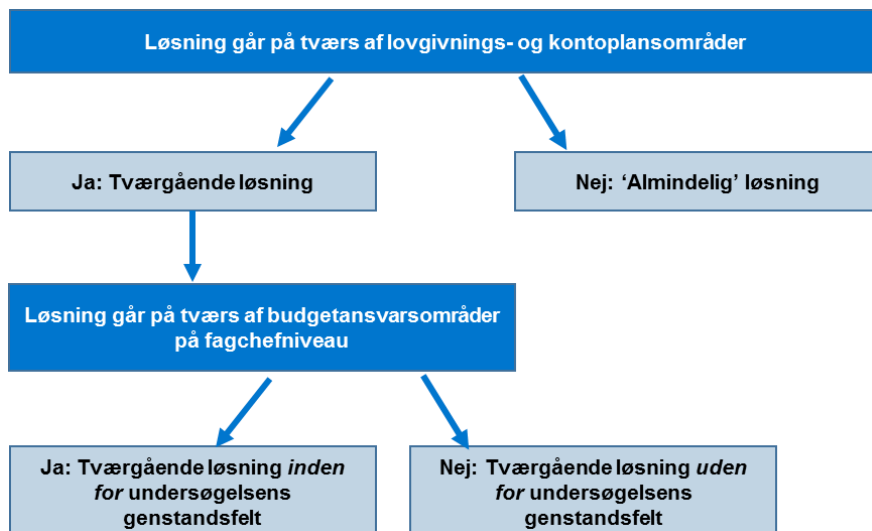 Løsning går på tværs af lovgivnings- og kontoplansområder
Ja: Tværgående løsning
Nej: ‘Almindelig’ løsning
Løsning går på tværs af budgetansvarsområder
på fagchefniveau
Ja: Tværgående løsning inden
for undersøgelsens
genstandsfelt
Nej: Tværgående løsning uden
for undersøgelsens
genstandsfelt